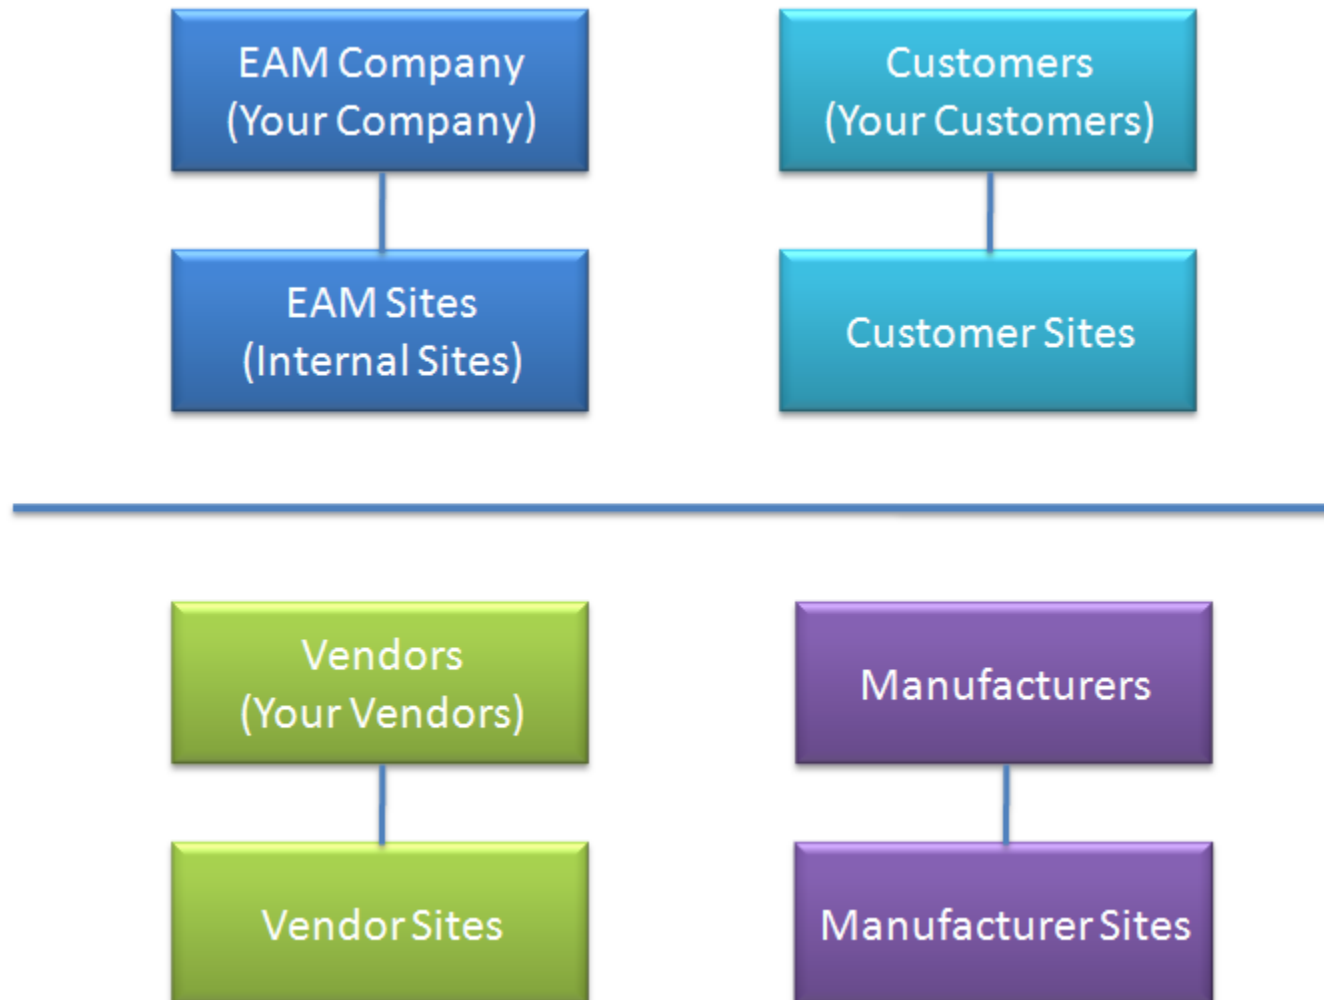 EAM Company
(Your Company)
Customers
(Your Customers)
EAM Sites
(Internal Sites)
Customer Sites
Vendors
(Your Vendors)
Manufacturers
Vendor Sites
Manufacturer Sites